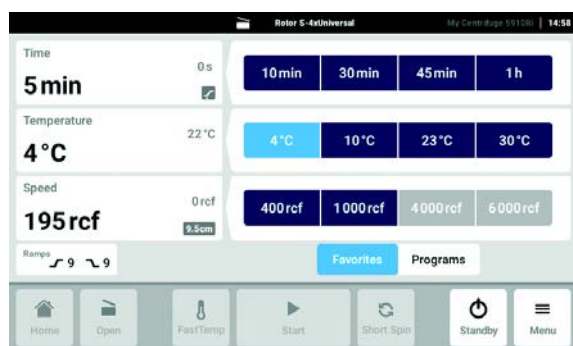 Rotor S-4xUniversal
My Centrifuge 5910Ri
14:58
Time
5 min
0 s
10 min
30 min
45 min
1 h
Temperature
4 °C
22 °C
4 °C
10 °C
23 °C
30 °C
Speed
195 rcf
0 rcf
9.5cm
400 rcf
1 000 rcf
4 000 rcf
6 000 rcf
Ramps
9
9
Favorites
Programs
Home
Open
FastTemp
Start
Short Spin
Standby
Menu